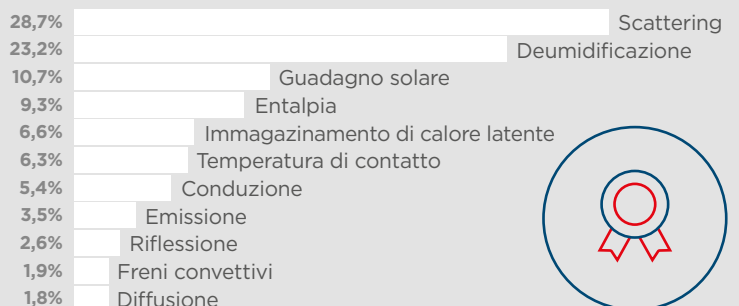 28,7% Scattering
23,2% Deumidificazione
10,7% Guadagno solare
9,3% Entalpia
6,6% Immagazinamento di calore latente
6,3% Temperatura di contatto
5,4% Conduzione
3,5% Emissione
2,6% Riflessione
1,9% Freni convettivi
1,8% Diffusione